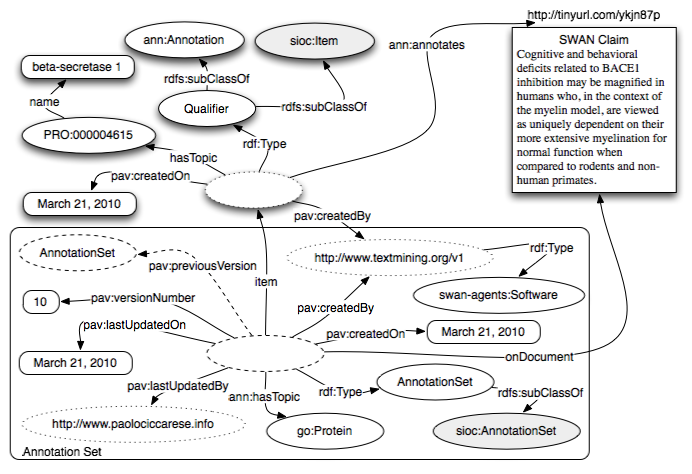 http://tinyurl.com/ykjn87p
ann:Annotation
sioc:Item
ann:annotates
SWAN Claim
Cognitive and behavioral
deficits related to BACE1
inhibition may be magnified in
humans who, in the context of
the myelin model, are viewed
as uniquely dependent on their
more extensive myelination for
normal function when
compared to rodents and non-
human primates.
beta-secretase 1
rdfs:subClassOf
name
Qualifier
rdfs:subClassOf
PRO:000004615
rdf:Type
hasTopic
pav:createdOn
March 21, 2010
pav:createdBy
AnnotationSet
pav:previousVersion
item
http://www.textmining.org/v1
rdf:Type
10
pav:versionNumber
pav:createdBy
swan-agents:Software
pav:lastUpdatedOn
pav:createdOn
March 21, 2010
March 21, 2010
onDocument
pav:lastUpdatedBy
ann:hasTopic
rdf:Type
AnnotationSet
rdfs:subClassOf
http://www.paolociccarese.info
go:Protein
sioc:AnnotationSet
Annotation Set